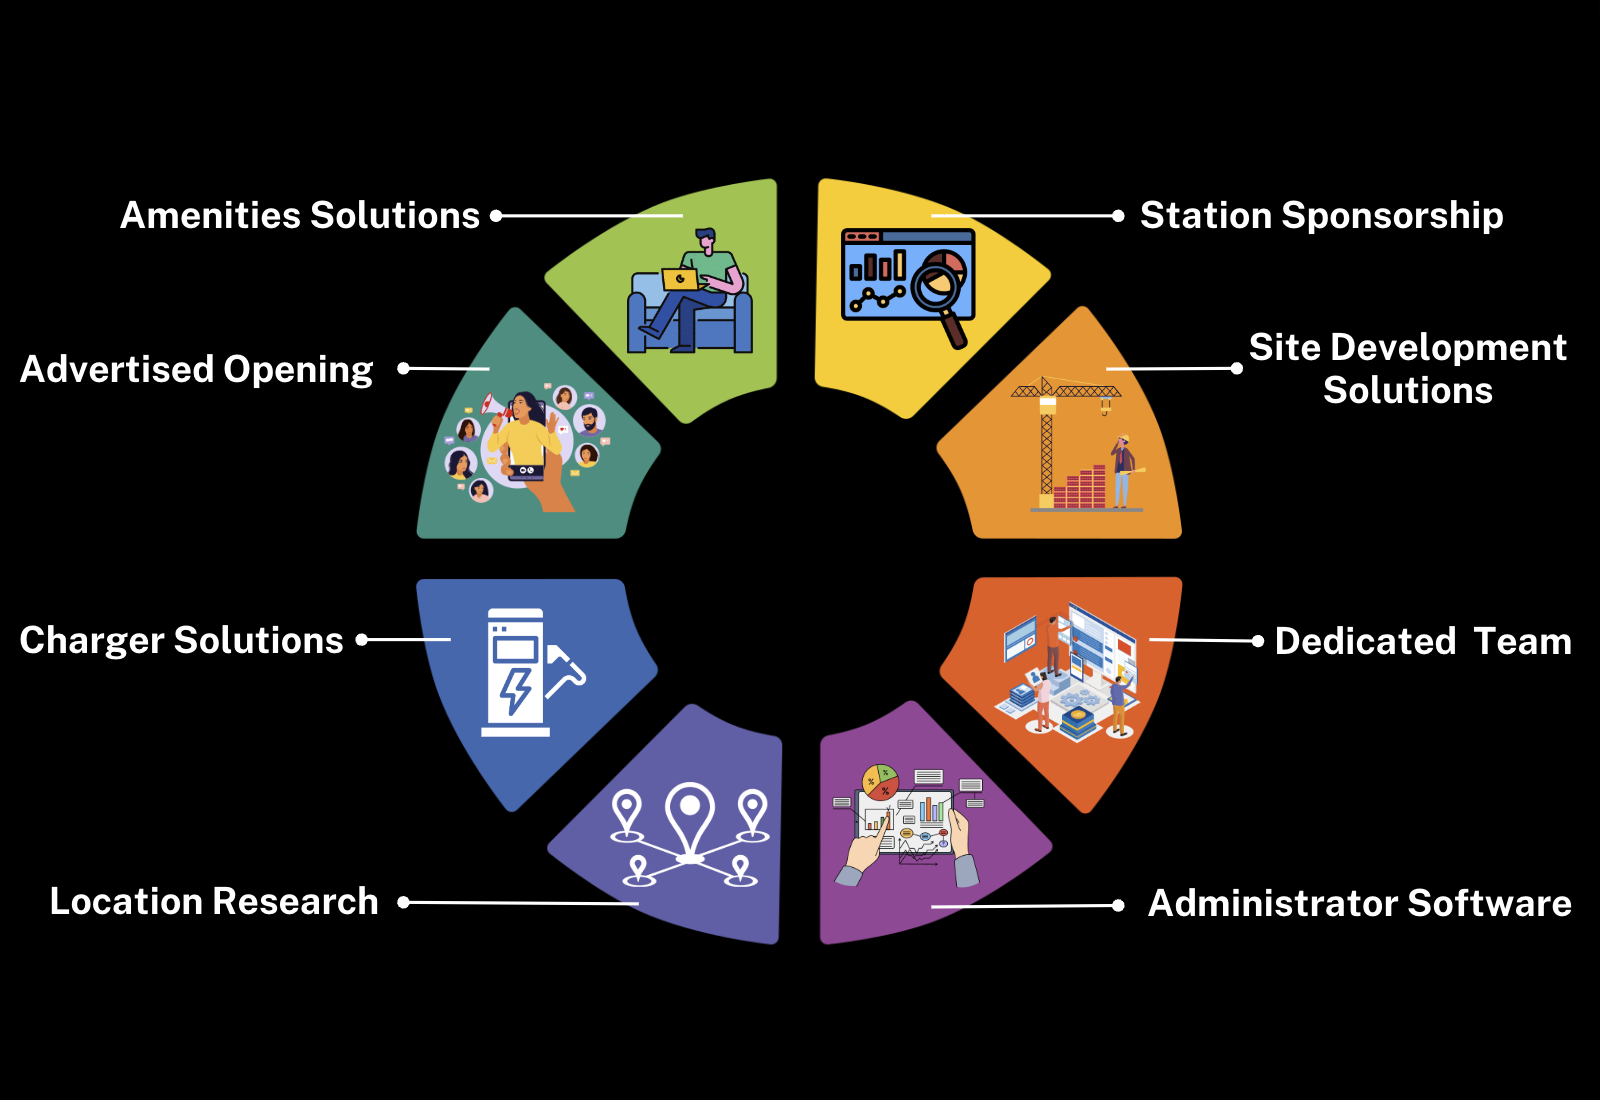 Amenities Solutions
Station Sponsorship
Advertised Opening
Site Development
Solutions
Charger Solutions
Dedicated  Team
Location Research
Administrator Software